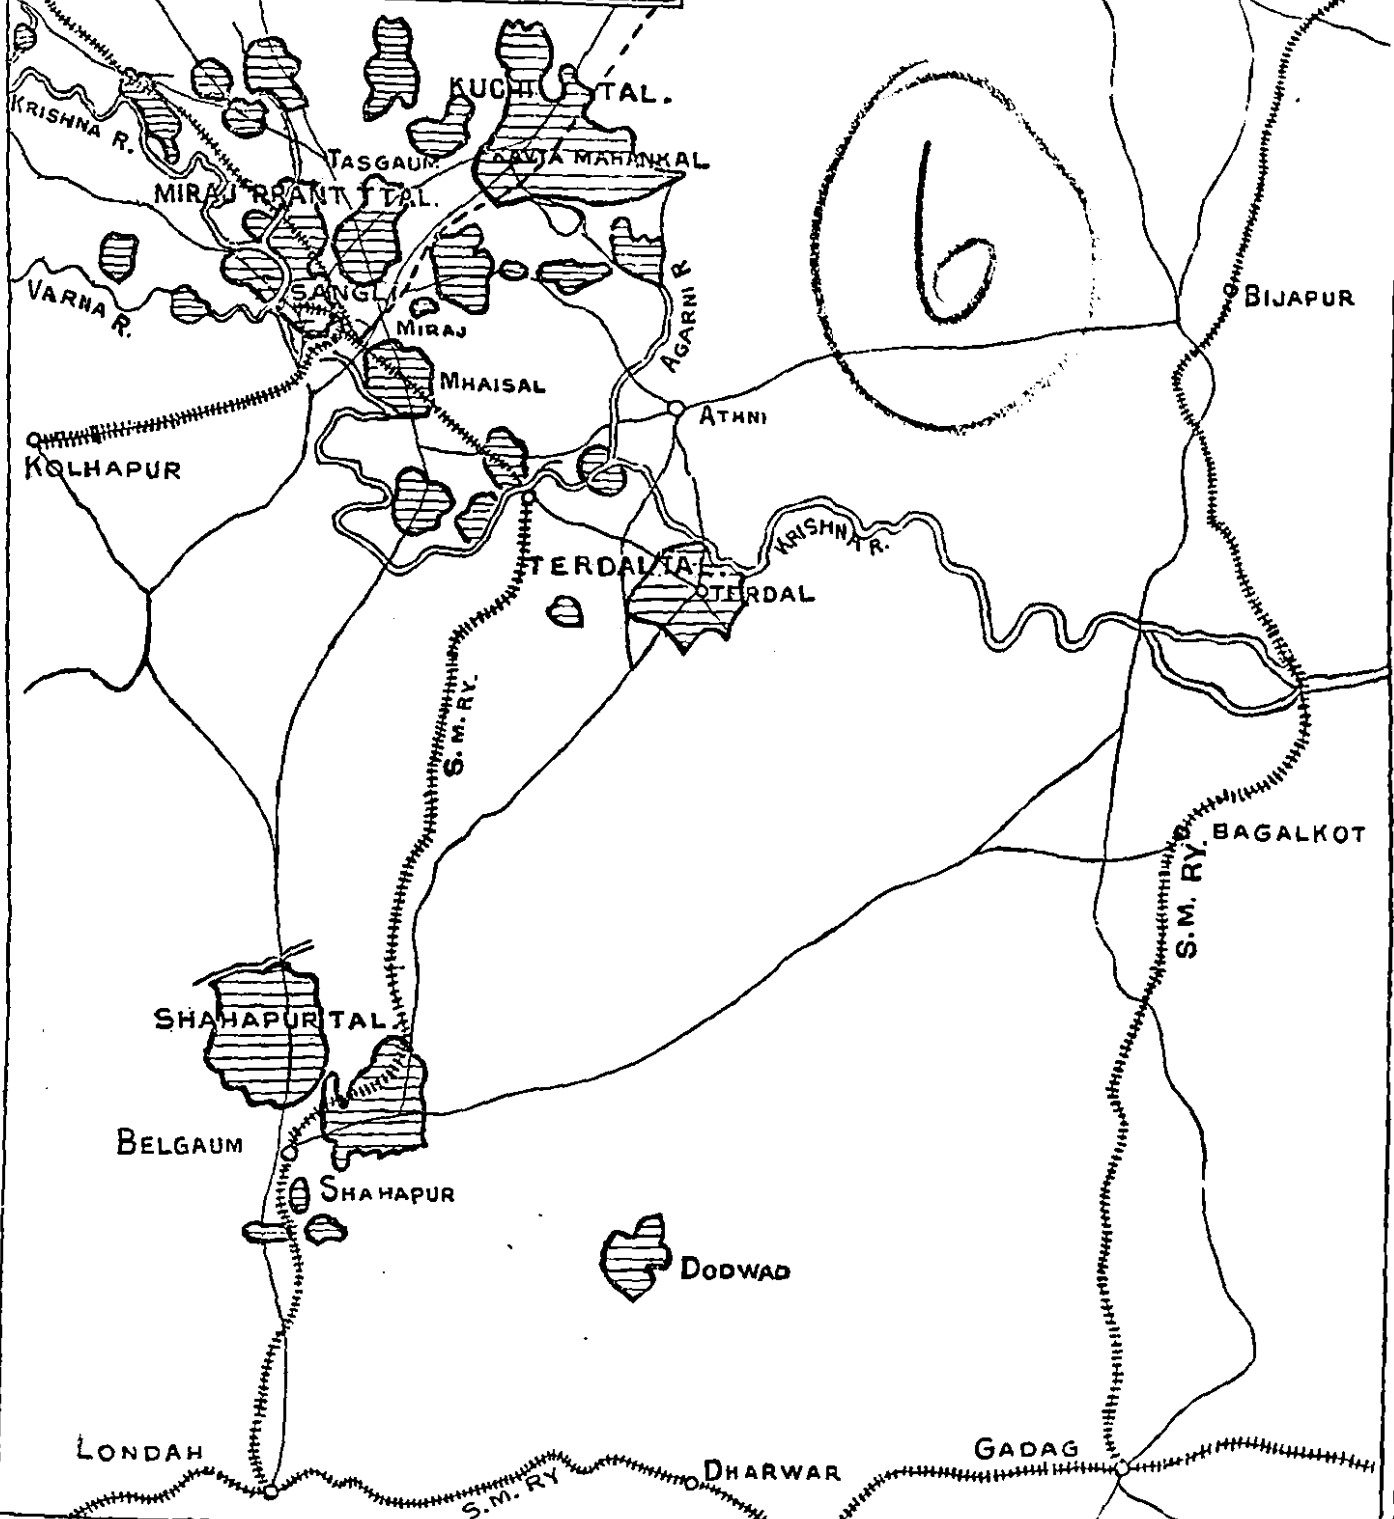 KUCHI TAL.
KRISHNA R.
TASGAUM
MAHANKAL
MIRAJ PRANT TAL.
VARNA R.
SANGLI
AGARNI R
6
BIJAPUR
MIRAJ
MHAISAL
ATHNI
KOLHAPUR
KRISHNA R.
TERDAL TA
TERDAL
S. M. RY.
BAGALKOT
S. M. RY.
SHAHAPUR TAL.
BELGAUM
SHAHAPUR
DODWAD
LONDAH
GADAG
DHARWAR
S. M. RY